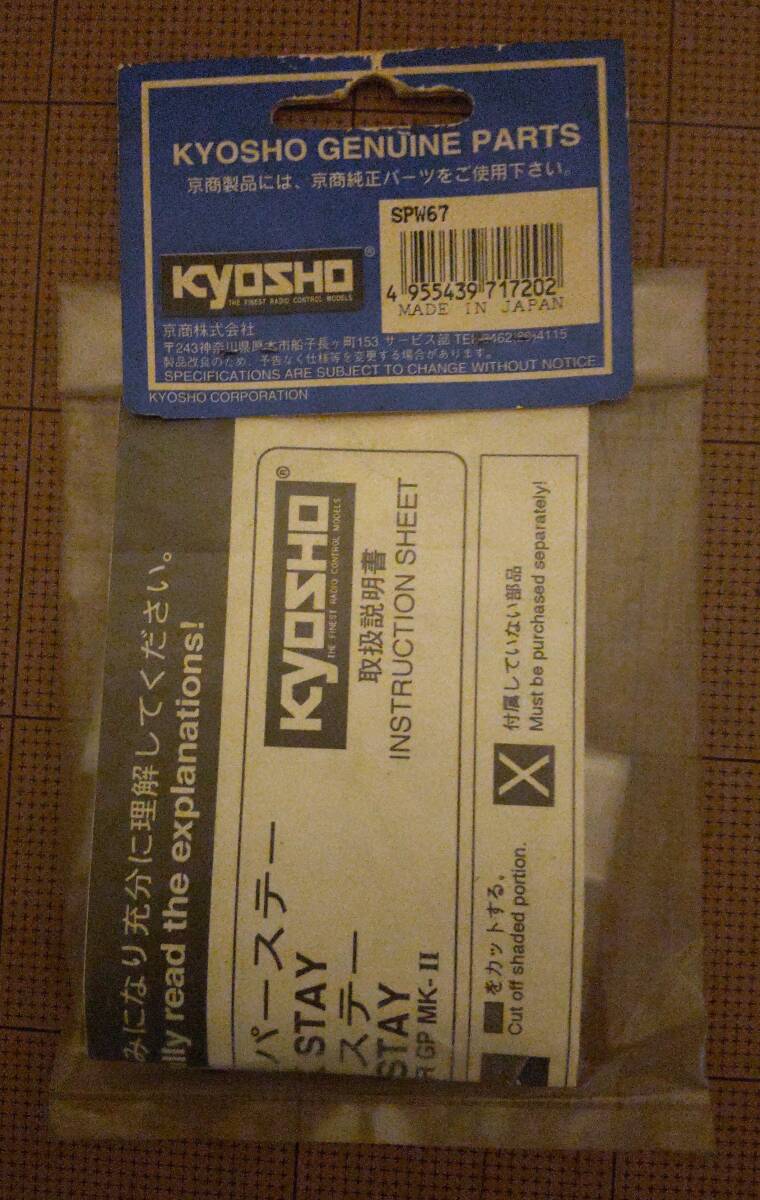 KYOSHO GENUINE PARTS
京商製品には、京商純正パーツをご使用下さい。
SPW67
4 955439 717202
MADE IN JAPAN
KYOSHO®
THE FINEST RADIO CONTROL MODELS
京商株式会社
〒243神奈川県厚木市船子長ヶ町153 サービス部 TEL 4115
製品改良のため、予告なく仕様等を変更する場合があります。
SPECIFICATIONS ARE SUBJECT TO CHANGE WITHOUT NOTICE
KYOSHO CORPORATION
みになり充分に理解してください。
lly read the explanations!
KYOSHO®
THE FINEST RADIO CONTROL MODELS
取扱説明書
INSTRUCTION SHEET
パーステー
STAY
ステー
STAY
R GP MK-II
付属していない部品
Must be purchased separately!
をカットする。
Cut off shaded portion.